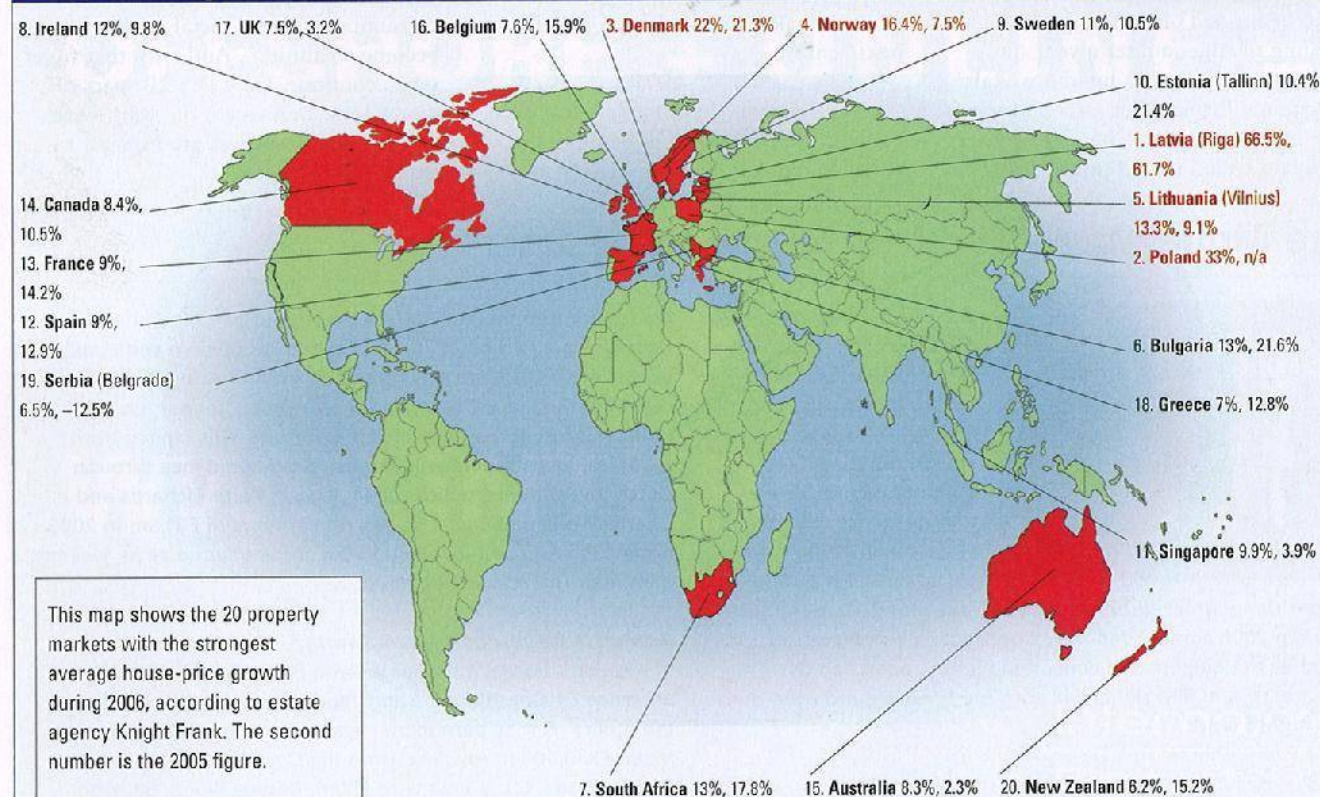 8. Ireland 12%, 9.8%
17. UK 7.5%, 3.2%
16. Belgium 7.6%, 15.9%
3. Denmark 22%, 21.3%
4. Norway 16.4%, 7.5%
9. Sweden 11%, 10.5%
10. Estonia (Tallinn) 10.4%
21.4%
1. Latvia (Riga) 66.5%,
61.7%
5. Lithuania (Vilnius)
13.3%, 9.1%
2. Poland 33%, n/a
14. Canada 8.4%,
10.5%
13. France 9%,
14.2%
12. Spain 9%,
12.9%
19. Serbia (Belgrade)
6.5%, –12.5%
6. Bulgaria 13%, 21.6%
18. Greece 7%, 12.8%
11. Singapore 9.9%, 3.9%
This map shows the 20 property
markets with the strongest
average house-price growth
during 2006, according to estate
agency Knight Frank. The second
number is the 2005 figure.
7. South Africa 13%, 17.8%
15. Australia 8.3%, 2.3%
20. New Zealand 6.2%, 15.2%